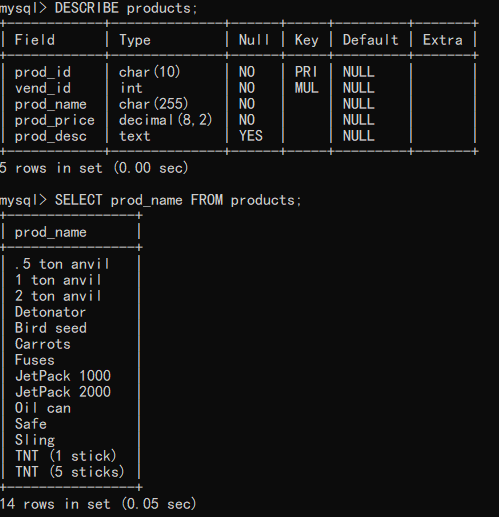 mysql> DESCRIBE products;
+------------+--------------+------+-----+---------+-------+
| Field      | Type         | Null | Key | Default | Extra |
+------------+--------------+------+-----+---------+-------+
| prod_id    | char(10)     | NO   | PRI | NULL    |       |
| vend_id    | int          | NO   | MUL | NULL    |       |
| prod_name  | char(255)    | NO   |     | NULL    |       |
| prod_price | decimal(8,2) | NO   |     | NULL    |       |
| prod_desc  | text         | YES  |     | NULL    |       |
+------------+--------------+------+-----+---------+-------+
5 rows in set (0.00 sec)
mysql> SELECT prod_name FROM products;
+----------------+
| prod_name      |
+----------------+
| .5 ton anvil   |
| 1 ton anvil    |
| 2 ton anvil    |
| Detonator      |
| Bird seed      |
| Carrots        |
| Fuses          |
| JetPack 1000   |
| JetPack 2000   |
| Oil can        |
| Safe           |
| Sling          |
| TNT (1 stick)  |
| TNT (5 sticks) |
+----------------+
14 rows in set (0.05 sec)